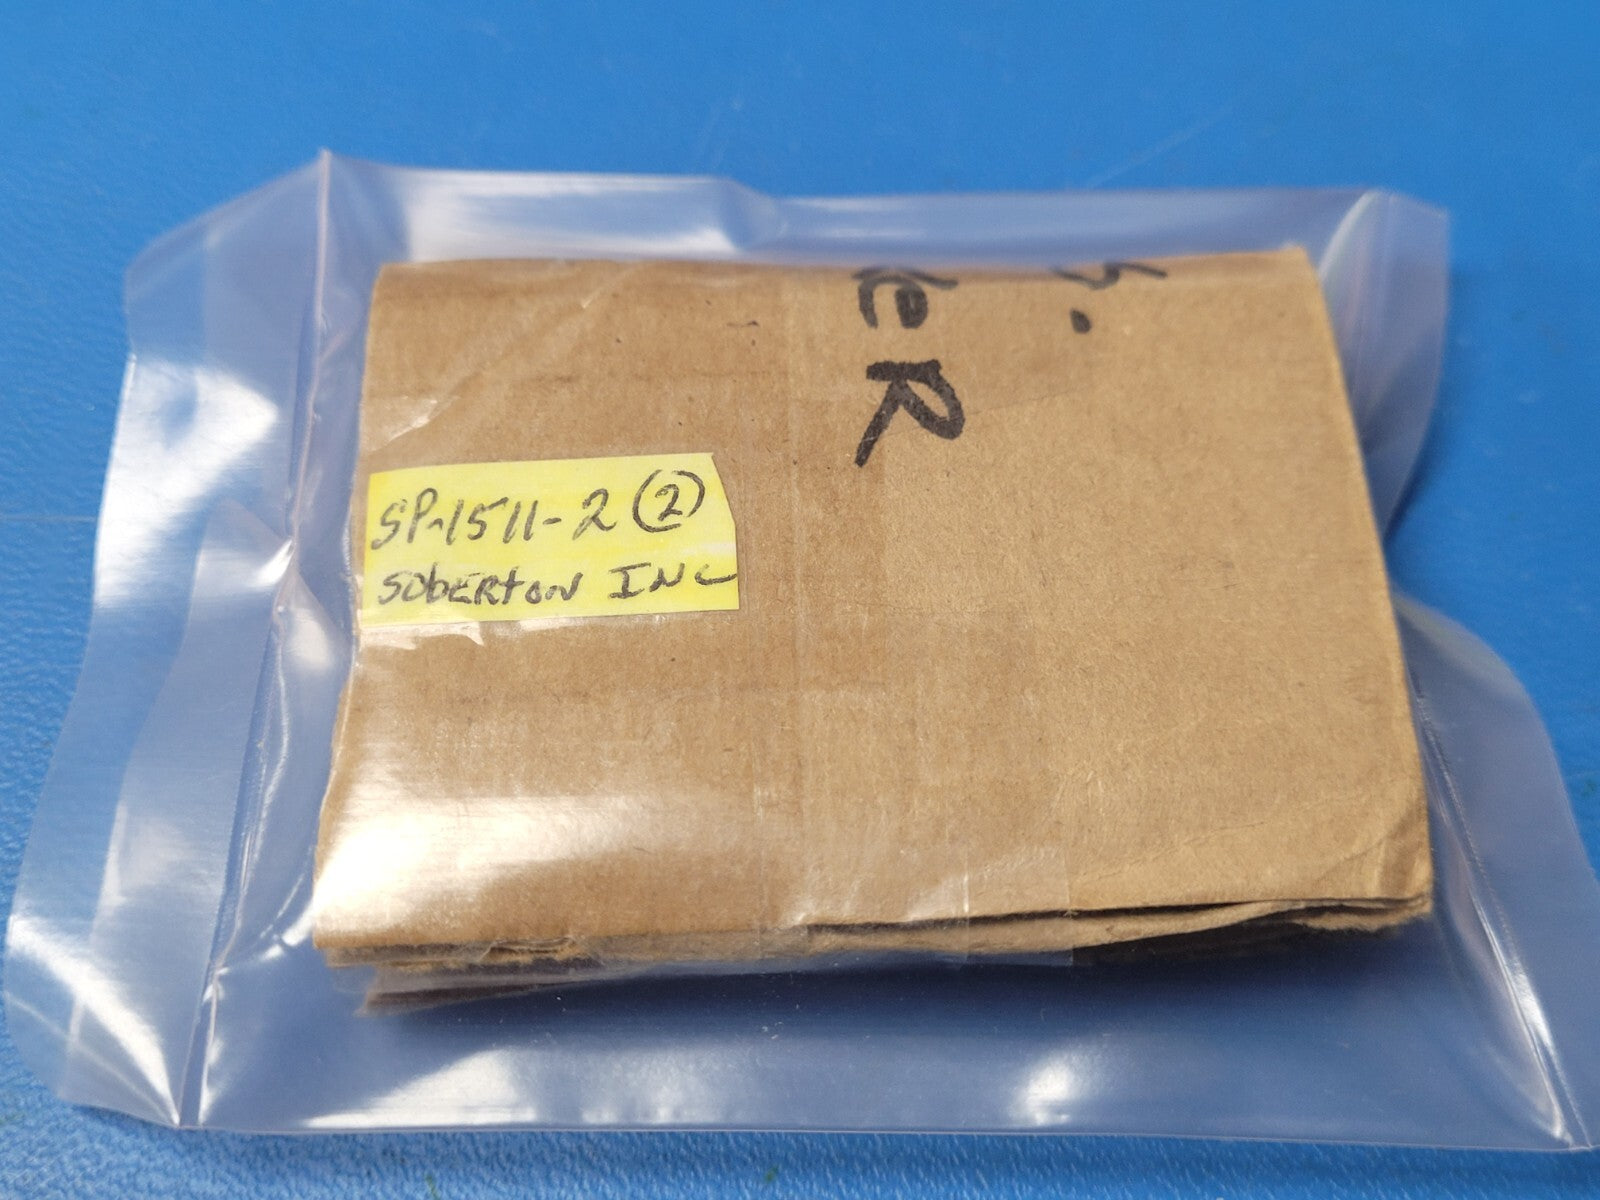 SP-1511-2 (2)
SObERtON INC